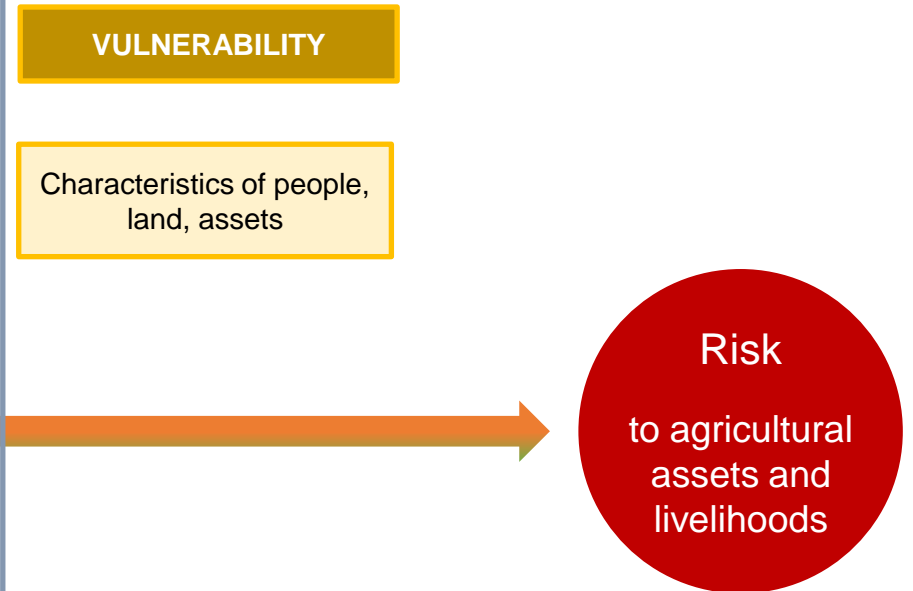 VULNERABILITY
Characteristics of people,
land, assets
Risk
to agricultural
assets and
livelihoods